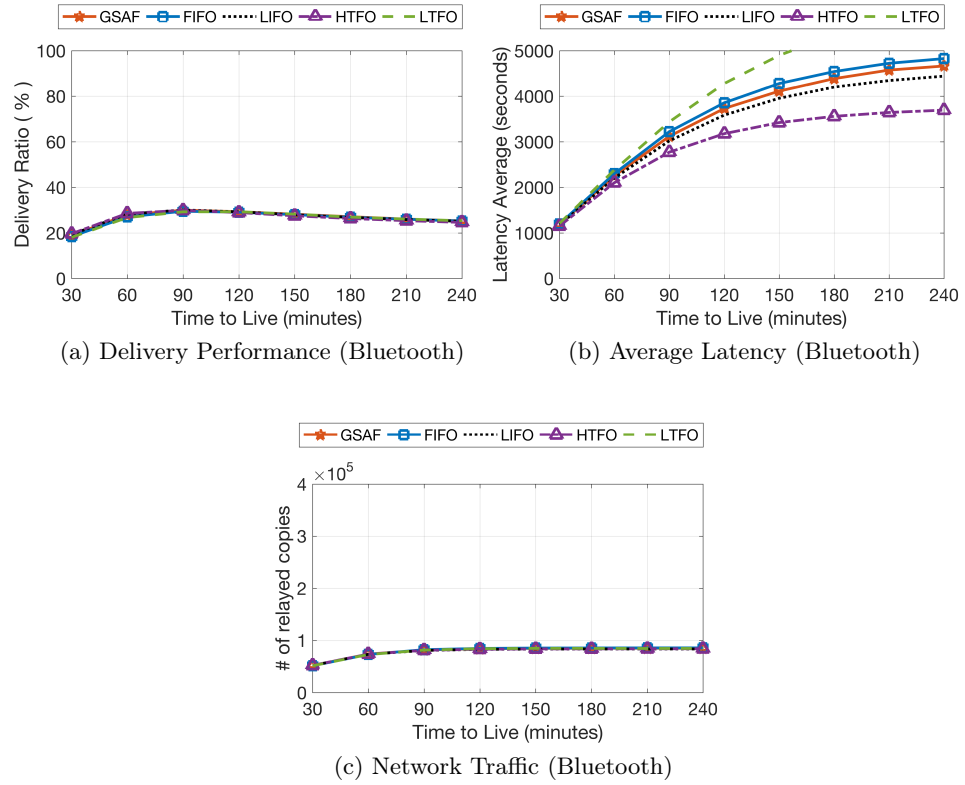 GSAF FIFO LIFO HTFO LTFO
100
80
60
40
20
0
Delivery Ratio ( % )
30 60 90 120 150 180 210 240
Time to Live (minutes)
(a) Delivery Performance (Bluetooth)
GSAF FIFO LIFO HTFO LTFO
5000
4000
3000
2000
1000
0
Latency Average (seconds)
30 60 90 120 150 180 210 240
Time to Live (minutes)
(b) Average Latency (Bluetooth)
GSAF FIFO LIFO HTFO LTFO
×10⁵
4
3
2
1
0
# of relayed copies
30 60 90 120 150 180 210 240
Time to Live (minutes)
(c) Network Traffic (Bluetooth)